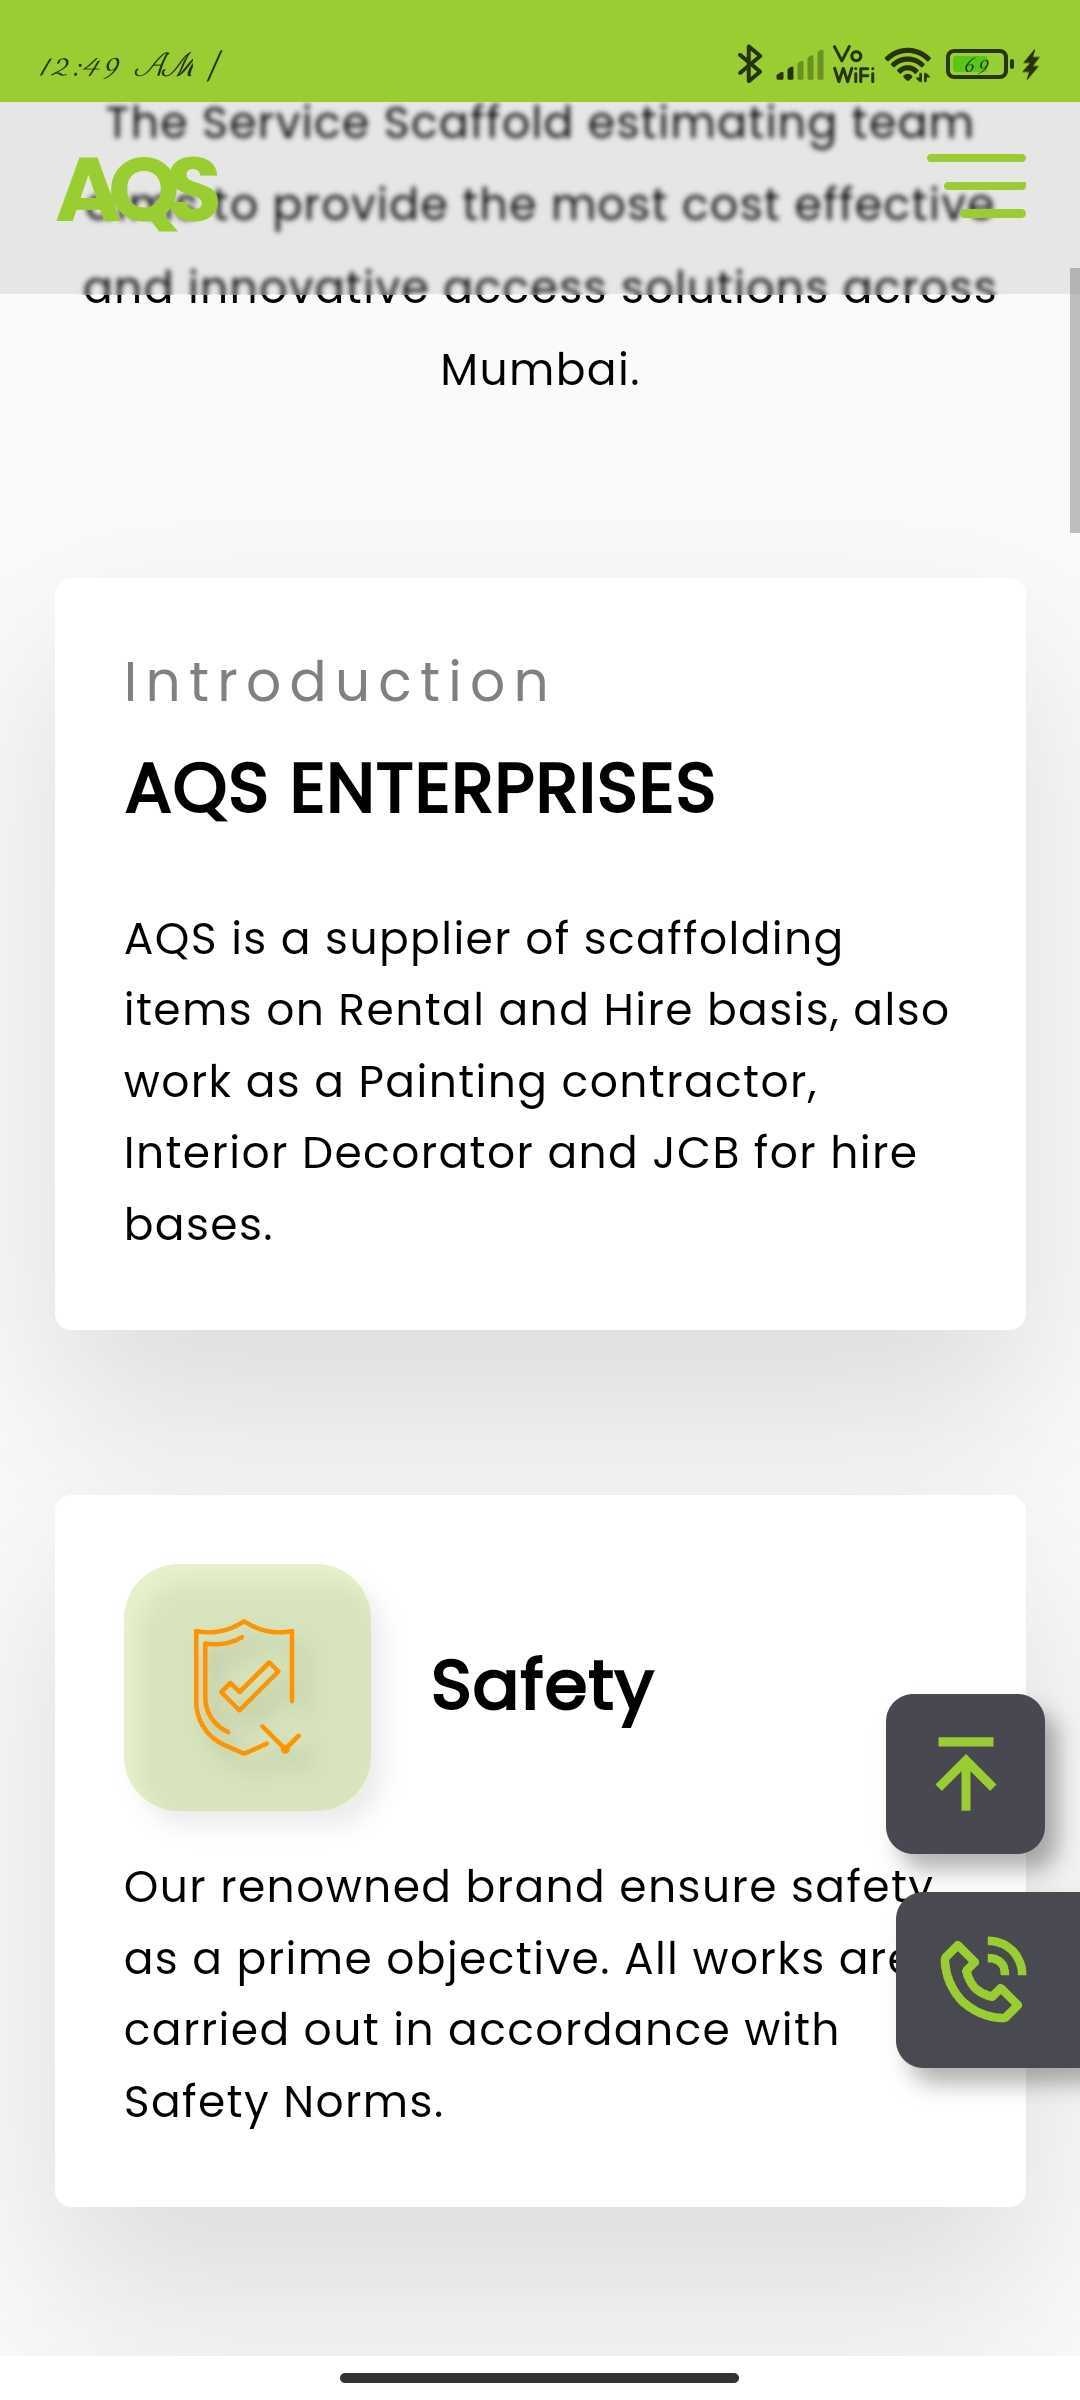 12:49 AM |
Vo
WiFi
69
The Service Scaffold estimating team
AQS
aims to provide the most cost effective
and innovative access solutions across
Mumbai.
Introduction
AQS ENTERPRISES
AQS is a supplier of scaffolding
items on Rental and Hire basis, also
work as a Painting contractor,
Interior Decorator and JCB for hire
bases.
Safety
Our renowned brand ensure safety
as a prime objective. All works are
carried out in accordance with
Safety Norms.